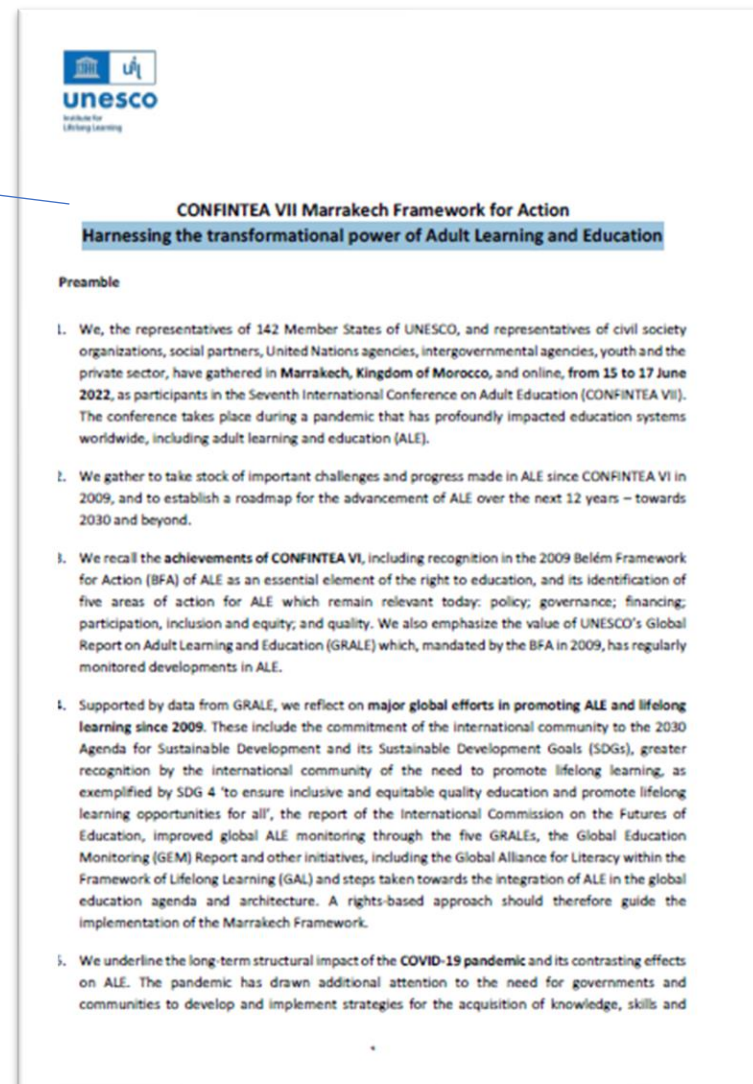 unesco
Institute for
Lifelong Learning
CONFINTEA VII Marrakech Framework for Action
Harnessing the transformational power of Adult Learning and Education
Preamble
1. We, the representatives of 142 Member States of UNESCO, and representatives of civil society
organizations, social partners, United Nations agencies, intergovernmental agencies, youth and the
private sector, have gathered in Marrakech, Kingdom of Morocco, and online, from 15 to 17 June
2022, as participants in the Seventh International Conference on Adult Education (CONFINTEA VII).
The conference takes place during a pandemic that has profoundly impacted education systems
worldwide, including adult learning and education (ALE).
2. We gather to take stock of important challenges and progress made in ALE since CONFINTEA VI in
2009, and to establish a roadmap for the advancement of ALE over the next 12 years – towards
2030 and beyond.
3. We recall the achievements of CONFINTEA VI, including recognition in the 2009 Belém Framework
for Action (BFA) of ALE as an essential element of the right to education, and its identification of
five areas of action for ALE which remain relevant today: policy; governance; financing;
participation, inclusion and equity; and quality. We also emphasize the value of UNESCO's Global
Report on Adult Learning and Education (GRALE) which, mandated by the BFA in 2009, has regularly
monitored developments in ALE.
4. Supported by data from GRALE, we reflect on major global efforts in promoting ALE and lifelong
learning since 2009. These include the commitment of the international community to the 2030
Agenda for Sustainable Development and its Sustainable Development Goals (SDGs), greater
recognition by the international community of the need to promote lifelong learning, as
exemplified by SDG 4 'to ensure inclusive and equitable quality education and promote lifelong
learning opportunities for all', the report of the International Commission on the Futures of
Education, improved global ALE monitoring through the five GRALEs, the Global Education
Monitoring (GEM) Report and other initiatives, including the Global Alliance for Literacy within the
Framework of Lifelong Learning (GAL) and steps taken towards the integration of ALE in the global
education agenda and architecture. A rights-based approach should therefore guide the
implementation of the Marrakech Framework.
5. We underline the long-term structural impact of the COVID-19 pandemic and its contrasting effects
on ALE. The pandemic has drawn additional attention to the need for governments and
communities to develop and implement strategies for the acquisition of knowledge, skills and